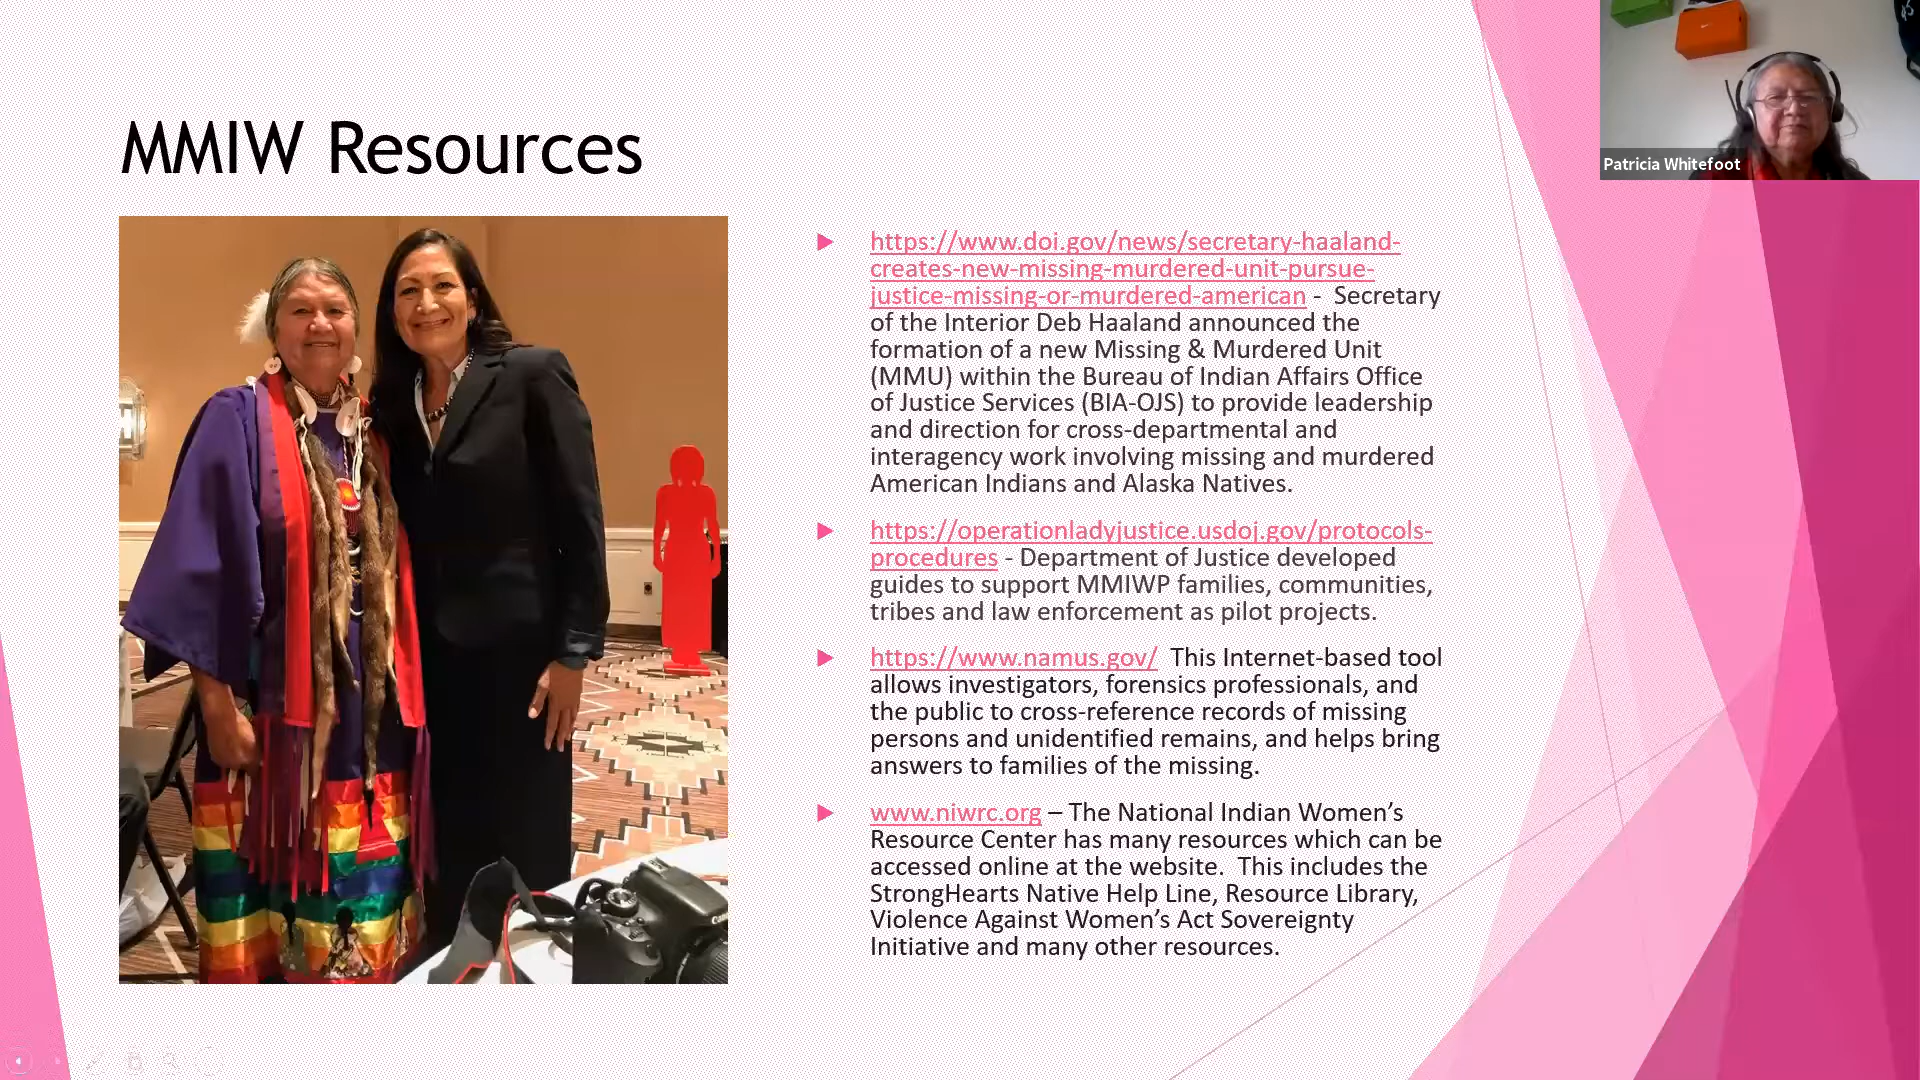 MMIW Resources
Patricia Whitefoot
https://www.doi.gov/news/secretary-haaland-
creates-new-missing-murdered-unit-pursue-
justice-missing-or-murdered-american - Secretary
of the Interior Deb Haaland announced the
formation of a new Missing & Murdered Unit
(MMU) within the Bureau of Indian Affairs Office
of Justice Services (BIA-OJS) to provide leadership
and direction for cross-departmental and
interagency work involving missing and murdered
American Indians and Alaska Natives.
https://operationladyjustice.usdoj.gov/protocols-
procedures - Department of Justice developed
guides to support MMIWP families, communities,
tribes and law enforcement as pilot projects.
https://www.namus.gov/ This Internet-based tool
allows investigators, forensics professionals, and
the public to cross-reference records of missing
persons and unidentified remains, and helps bring
answers to families of the missing.
www.niwrc.org – The National Indian Women’s
Resource Center has many resources which can be
accessed online at the website. This includes the
StrongHearts Native Help Line, Resource Library,
Violence Against Women’s Act Sovereignty
Initiative and many other resources.
Canon